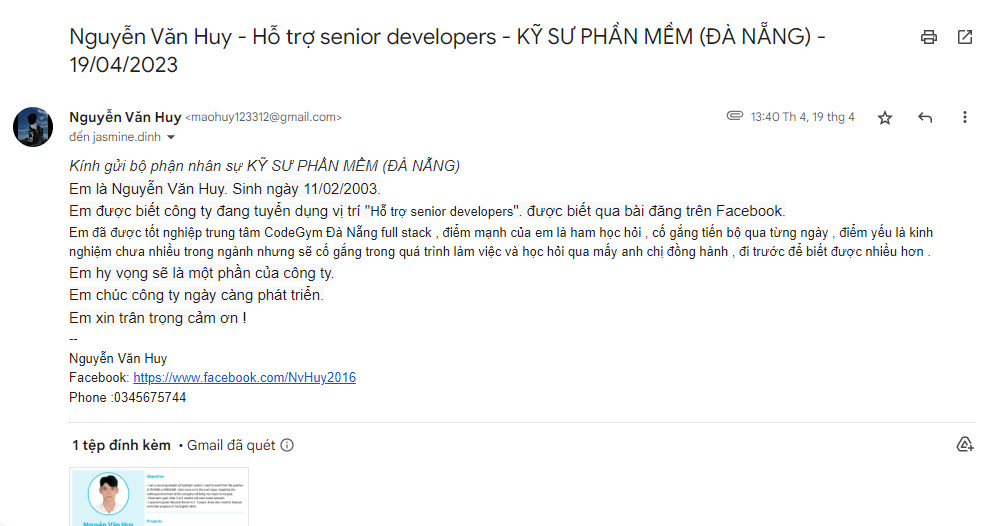 Nguyễn Văn Huy - Hỗ trợ senior developers - KỸ SƯ PHẦN MỀM (ĐÀ NẴNG) -
19/04/2023
Nguyễn Văn Huy <maohuy123312@gmail.com>
13:40 Th 4, 19 thg 4
đến jasmine.dinh
Kính gửi bộ phận nhân sự KỸ SƯ PHẦN MỀM (ĐÀ NẴNG)
Em là Nguyễn Văn Huy. Sinh ngày 11/02/2003.
Em được biết công ty đang tuyển dụng vị trí "Hỗ trợ senior developers". được biết qua bài đăng trên Facebook.
Em đã được tốt nghiệp trung tâm CodeGym Đà Nẵng full stack , điểm mạnh của em là ham học hỏi , cố gắng tiến bộ qua từng ngày , điểm yếu là kinh
nghiệm chưa nhiều trong ngành nhưng sẽ cố gắng trong quá trình làm việc và học hỏi qua mấy anh chị đồng hành , đi trước để biết được nhiều hơn .
Em hy vọng sẽ là một phần của công ty.
Em chúc công ty ngày càng phát triển.
Em xin trân trọng cảm ơn !
--
Nguyễn Văn Huy
Facebook: https://www.facebook.com/NvHuy2016
Phone :0345675744
1 tệp đính kèm • Gmail đã quét
Objective
Nguyễn Văn Huy
Projects